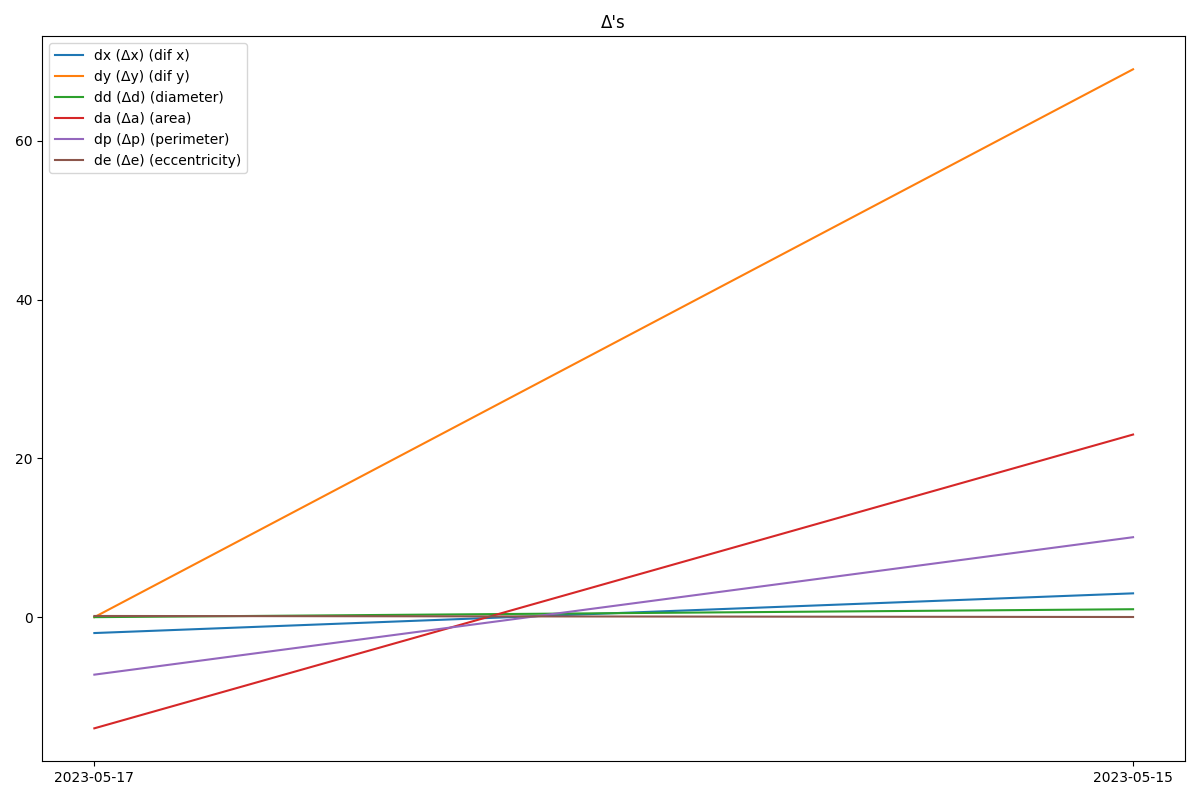 Δ's
dx (Δx) (dif x)
dy (Δy) (dif y)
dd (Δd) (diameter)
da (Δa) (area)
dp (Δp) (perimeter)
de (Δe) (eccentricity)
60
40
20
0
2023-05-17 2023-05-15